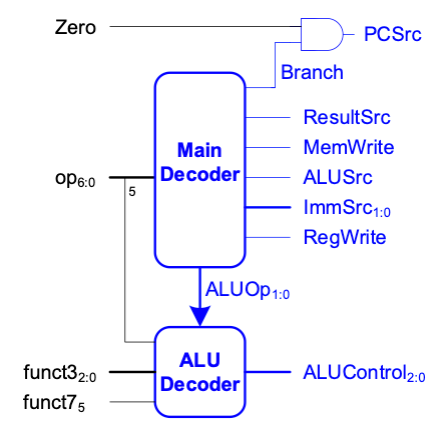 Zero
PCSrc
Branch
ResultSrc
MemWrite
Main
Decoder
ALUSrc
op6:0
5
ImmSrc1:0
RegWrite
ALUOp1:0
ALU
Decoder
funct32:0
ALUControl2:0
funct75